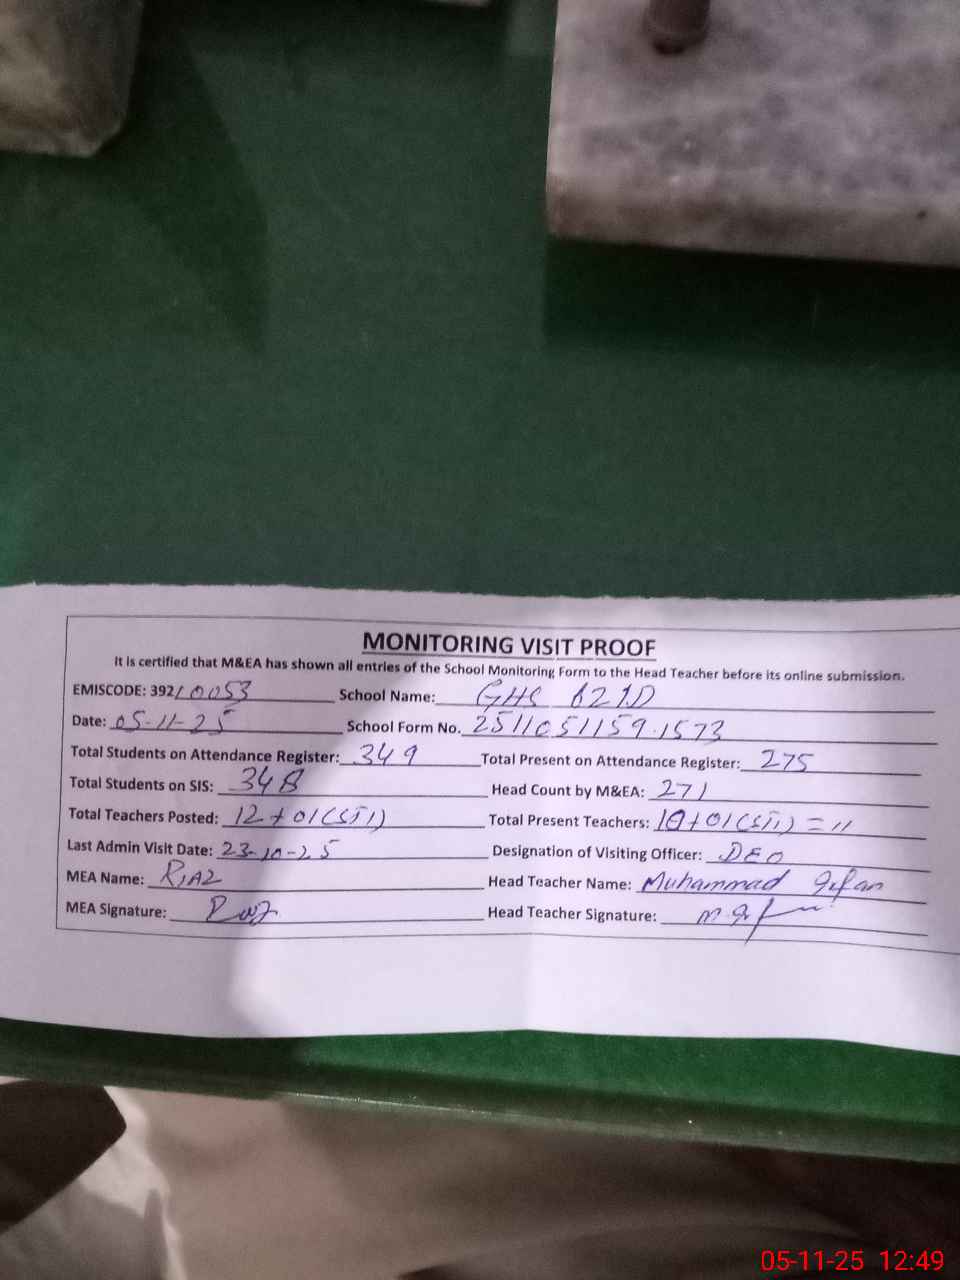 MONITORING VISIT PROOF
It is certified that M&EA has shown all entries of the School Monitoring Form to the Head Teacher before its online submission.
EMISCODE: 39210053 School Name: GHS 621D
Date: 05-11-25 School Form No. 2511051159.1573
Total Students on Attendance Register: 349 Total Present on Attendance Register: 275
Total Students on SIS: 348 Head Count by M&EA: 271
Total Teachers Posted: 12+01(STI) Total Present Teachers: 10+01(STI)=11
Last Admin Visit Date: 23-10-25 Designation of Visiting Officer: DEO
MEA Name: RIAZ Head Teacher Name: Muhammad Irfan
MEA Signature: Head Teacher Signature:
05-11-25 12:49